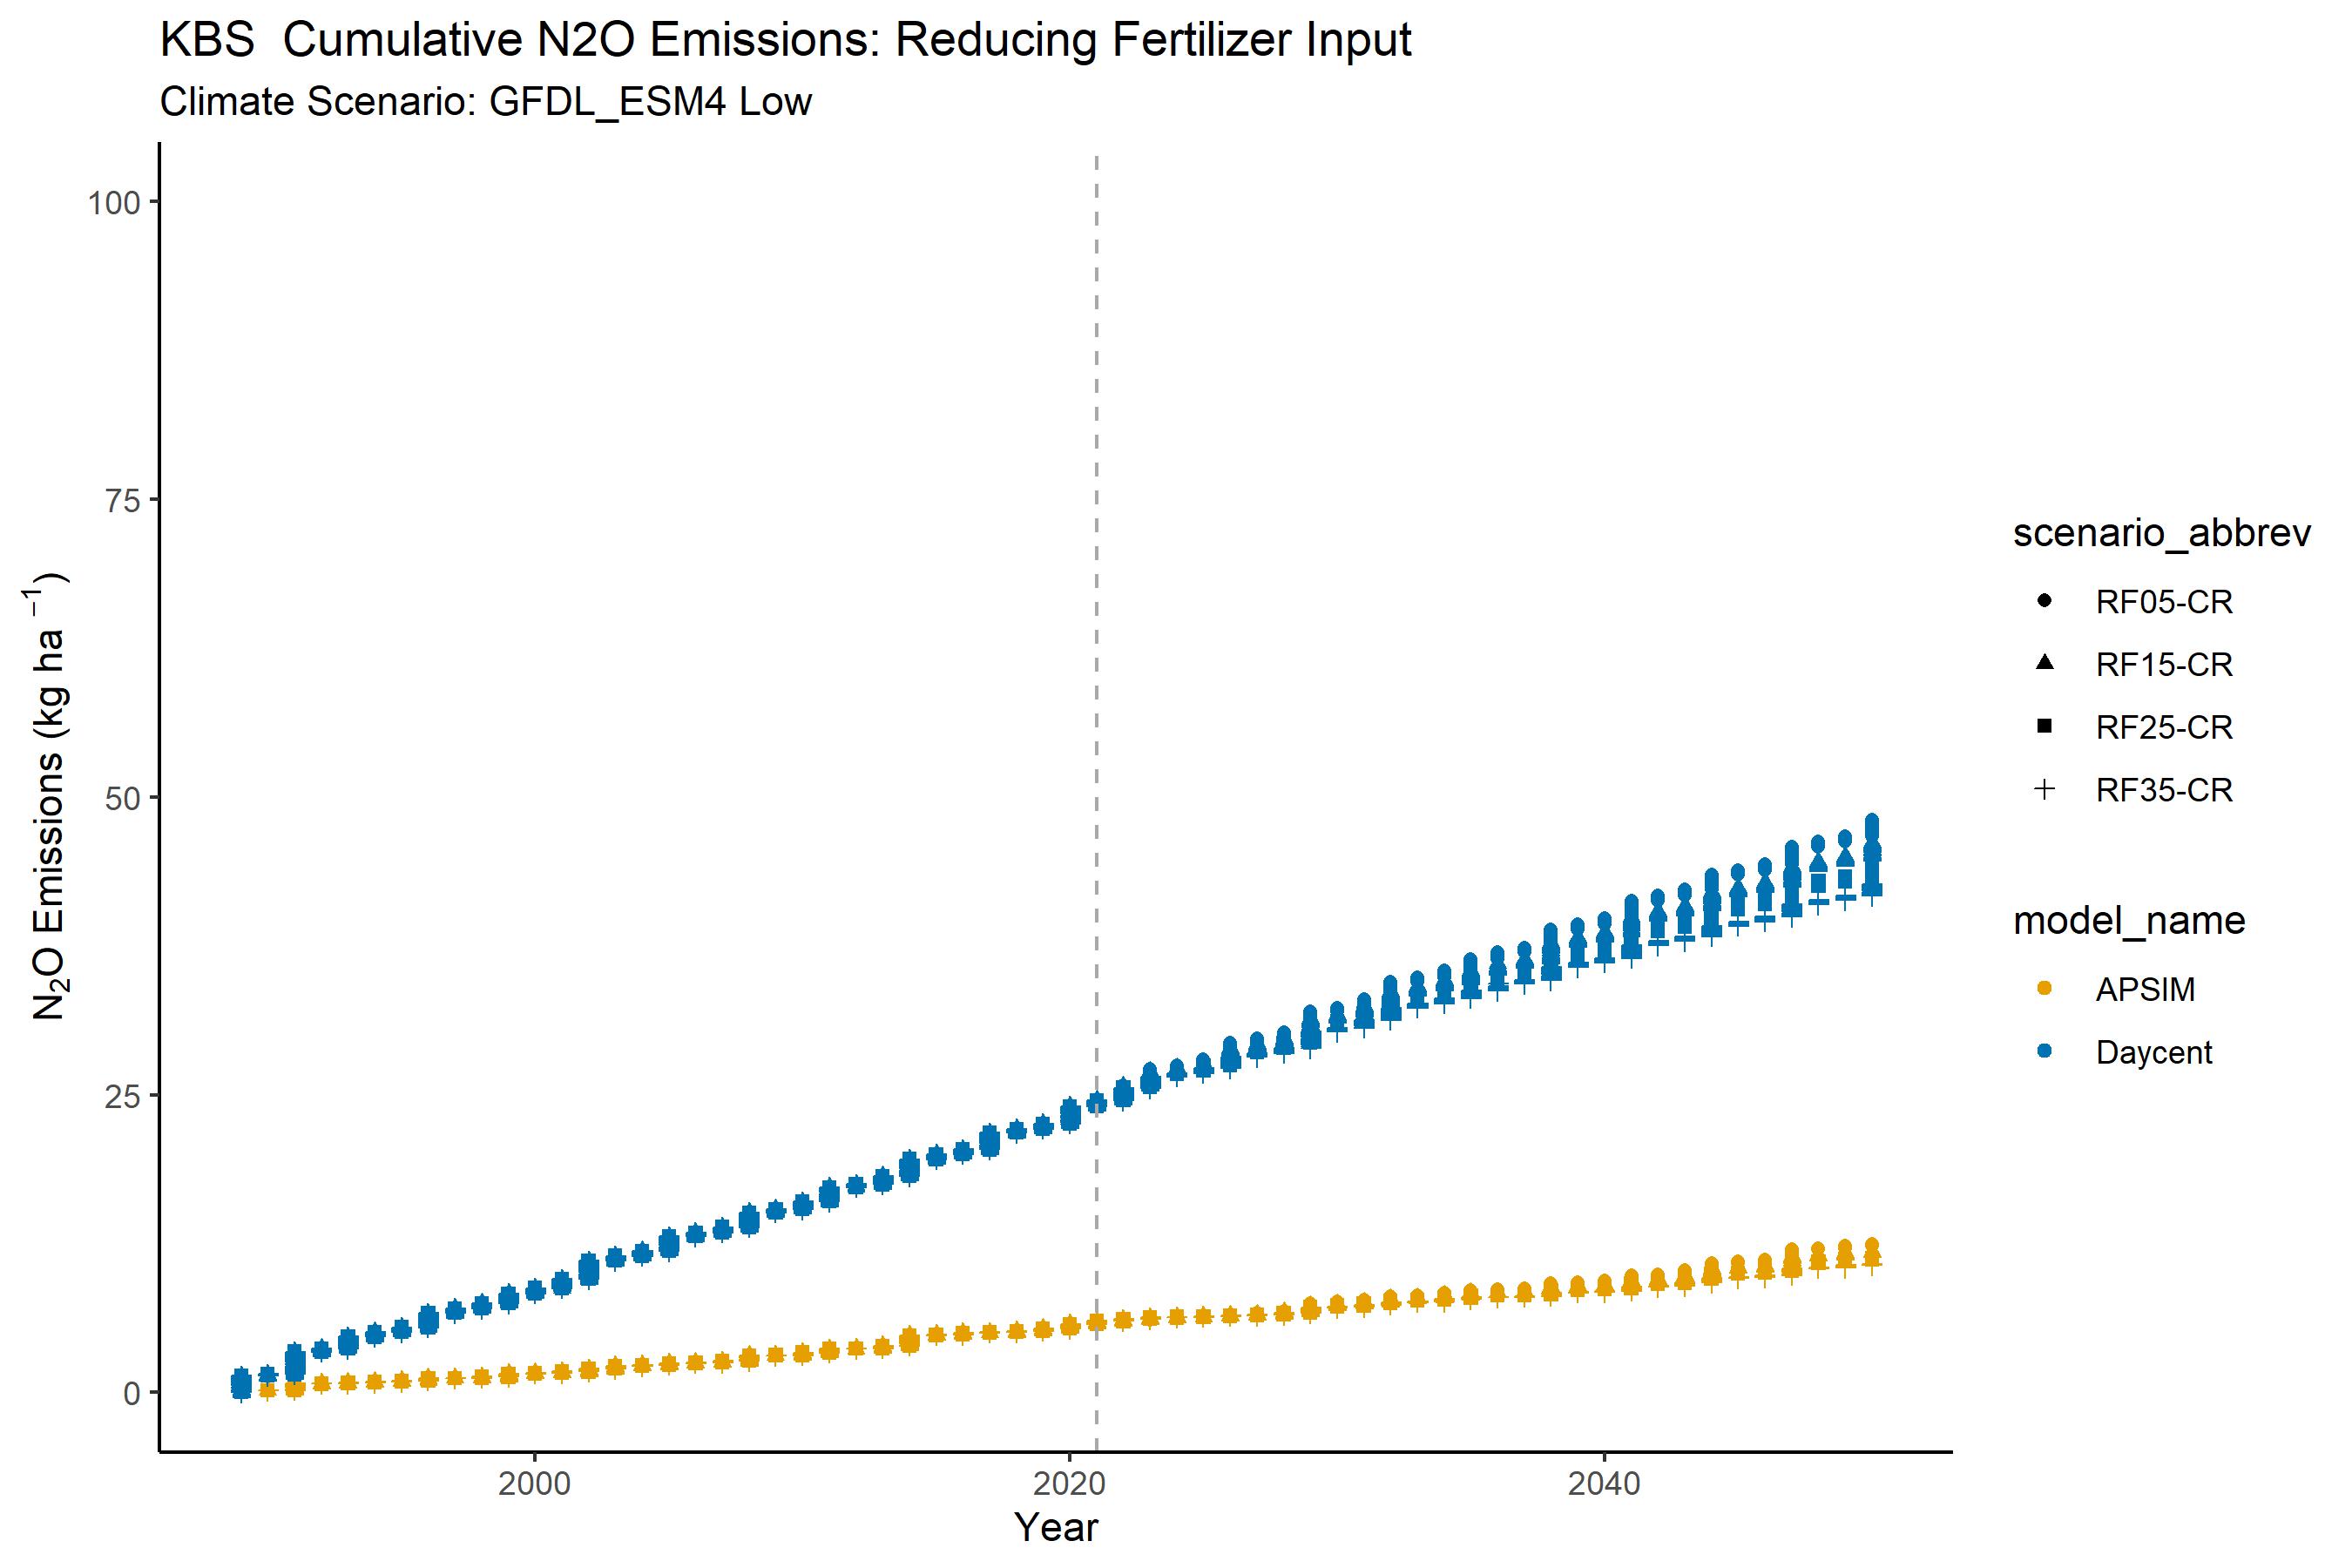 KBS  Cumulative N2O Emissions: Reducing Fertilizer Input
Climate Scenario: GFDL_ESM4 Low
100
75
50
25
0
N₂O Emissions (kg ha ⁻¹)
2000
2020
2040
Year
scenario_abbrev
RF05-CR
RF15-CR
RF25-CR
RF35-CR
model_name
APSIM
Daycent